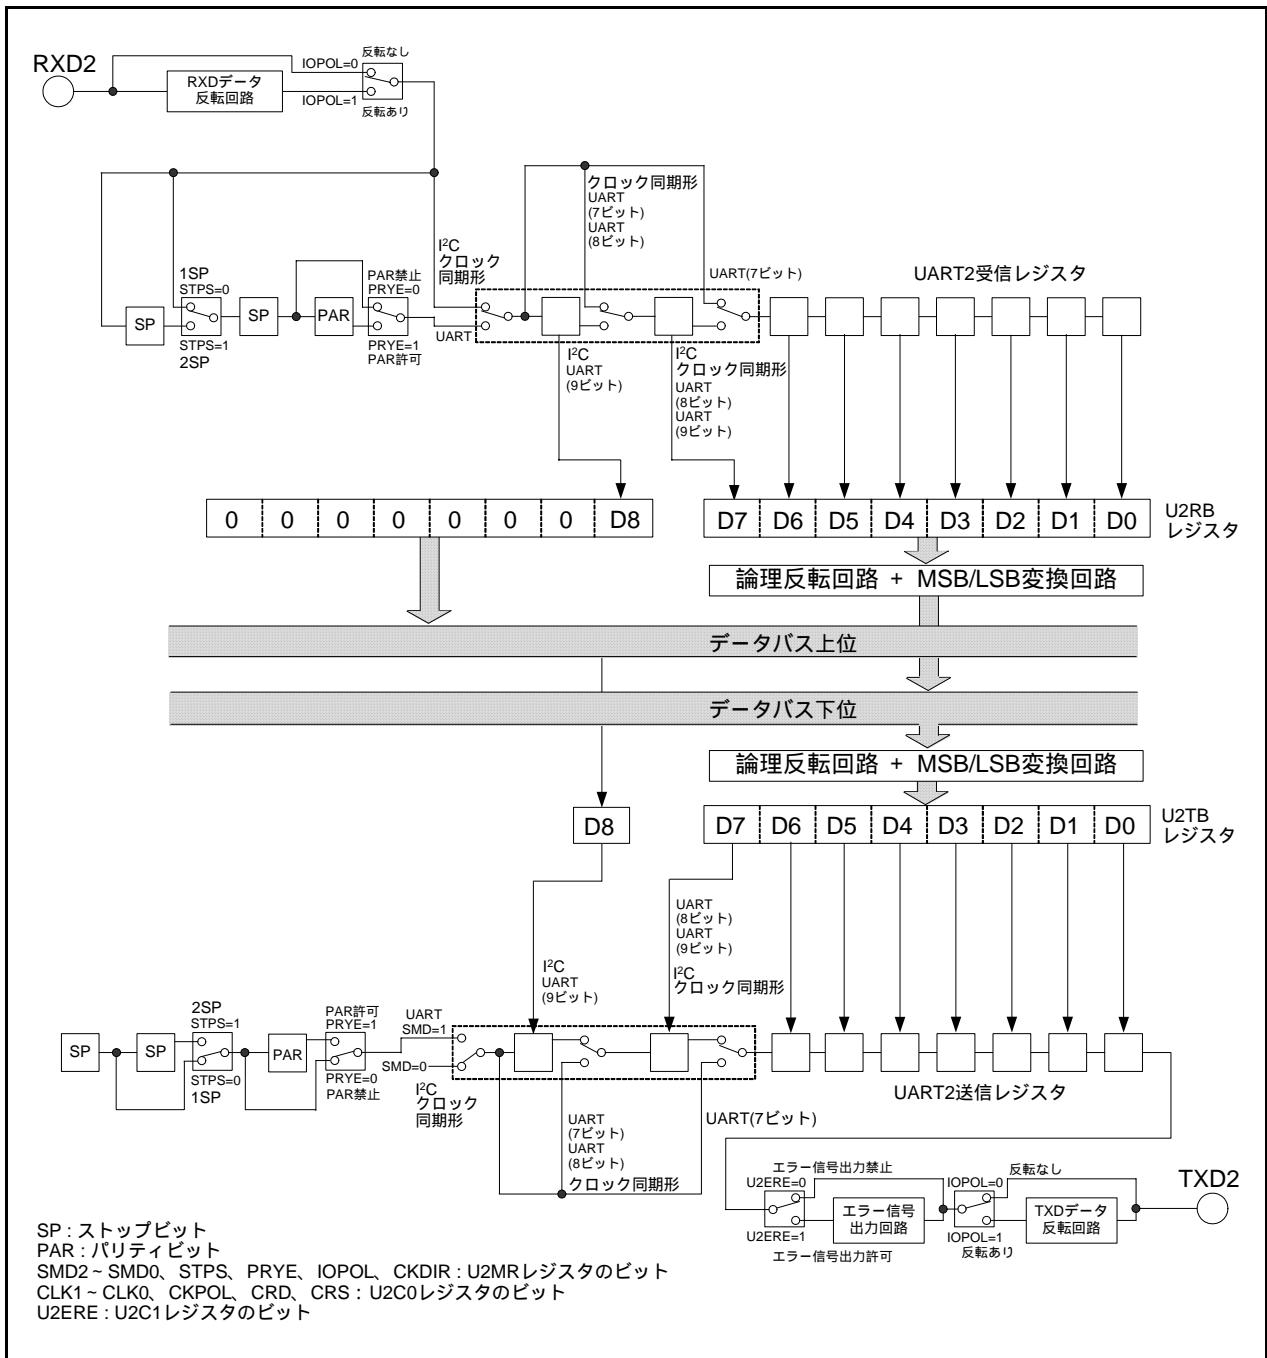 RXD2
RXDデータ
反転回路
IOPOL=0
IOPOL=1
反転なし
反転あり
1SP
STPS=0
SP
STPS=1
2SP
SP
PAR
PAR禁止
PRYE=0
PRYE=1
PAR許可
I²C
クロック
同期形
UART
クロック同期形
UART
(7ビット)
UART
(8ビット)
UART(7ビット)
UART2受信レジスタ
I²C
UART
(9ビット)
I²C
クロック同期形
UART
(8ビット)
UART
(9ビット)
0 0 0 0 0 0 0 D8
D7 D6 D5 D4 D3 D2 D1 D0
U2RB
レジスタ
論理反転回路 + MSB/LSB変換回路
データバス上位
データバス下位
論理反転回路 + MSB/LSB変換回路
D8
D7 D6 D5 D4 D3 D2 D1 D0
U2TB
レジスタ
UART
(8ビット)
UART
(9ビット)
I²C
クロック同期形
I²C
UART
(9ビット)
SP
SP
2SP
STPS=1
STPS=0
1SP
PAR
PAR許可
PRYE=1
PRYE=0
PAR禁止
UART
SMD=1
SMD=0
I²C
クロック
同期形
UART
(7ビット)
UART
(8ビット)
クロック同期形
UART(7ビット)
UART2送信レジスタ
エラー信号出力禁止
U2ERE=0
U2ERE=1
エラー信号出力許可
エラー信号
出力回路
IOPOL=0
反転なし
IOPOL=1
反転あり
TXDデータ
反転回路
TXD2
SP : ストップビット
PAR : パリティビット
SMD2~SMD0、STPS、PRYE、IOPOL、CKDIR : U2MRレジスタのビット
CLK1~CLK0、CKPOL、CRD、CRS : U2C0レジスタのビット
U2ERE : U2C1レジスタのビット